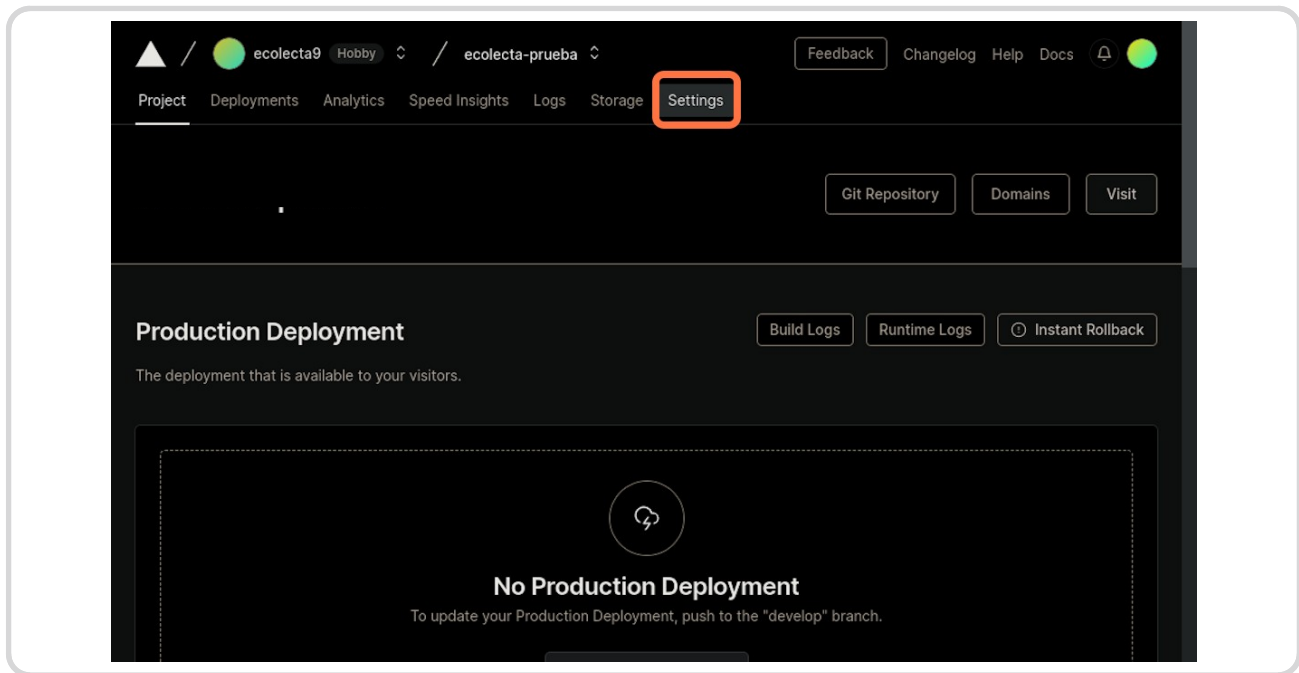 ecolecta9 Hobby ecolecta-prueba Feedback Changelog Help Docs
Project Deployments Analytics Speed Insights Logs Storage Settings
Git Repository Domains Visit
Production Deployment Build Logs Runtime Logs Instant Rollback
The deployment that is available to your visitors.
No Production Deployment
To update your Production Deployment, push to the "develop" branch.